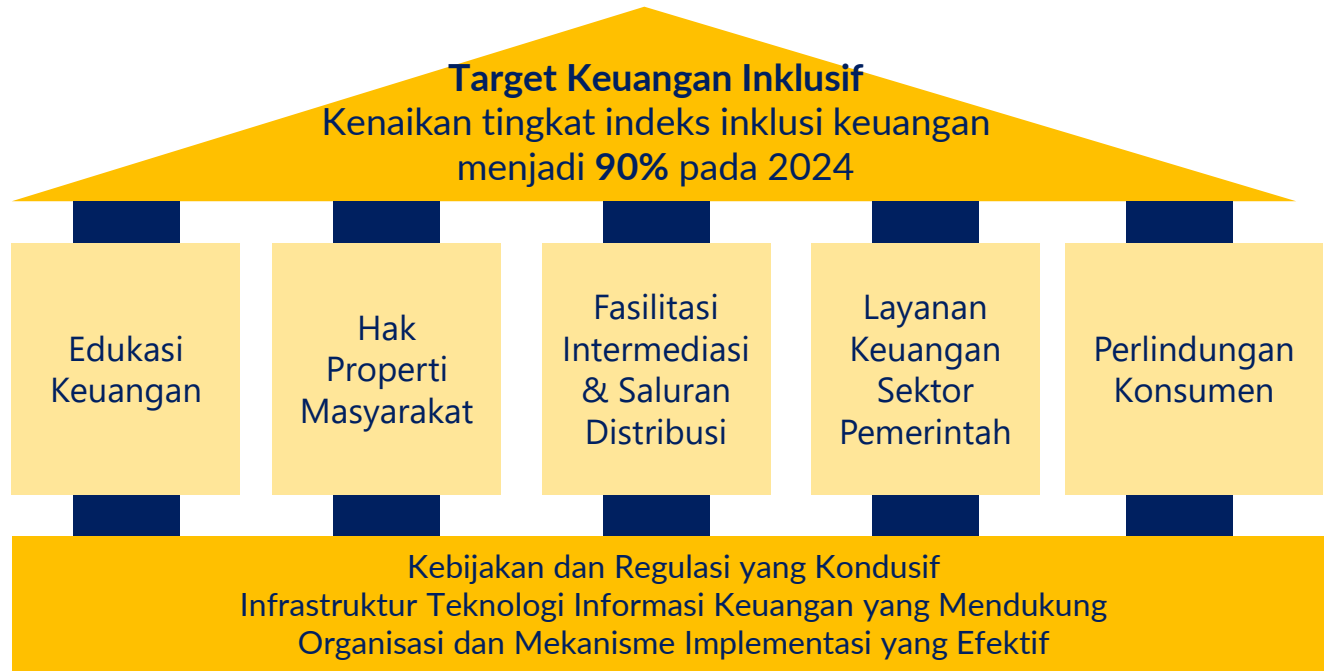 Target Keuangan Inklusif
Kenaikan tingkat indeks inklusi keuangan
menjadi 90% pada 2024
Edukasi
Keuangan
Hak
Properti
Masyarakat
Fasilitasi
Intermediasi
& Saluran
Distribusi
Layanan
Keuangan
Sektor
Pemerintah
Perlindungan
Konsumen
Kebijakan dan Regulasi yang Kondusif
Infrastruktur Teknologi Informasi Keuangan yang Mendukung
Organisasi dan Mekanisme Implementasi yang Efektif